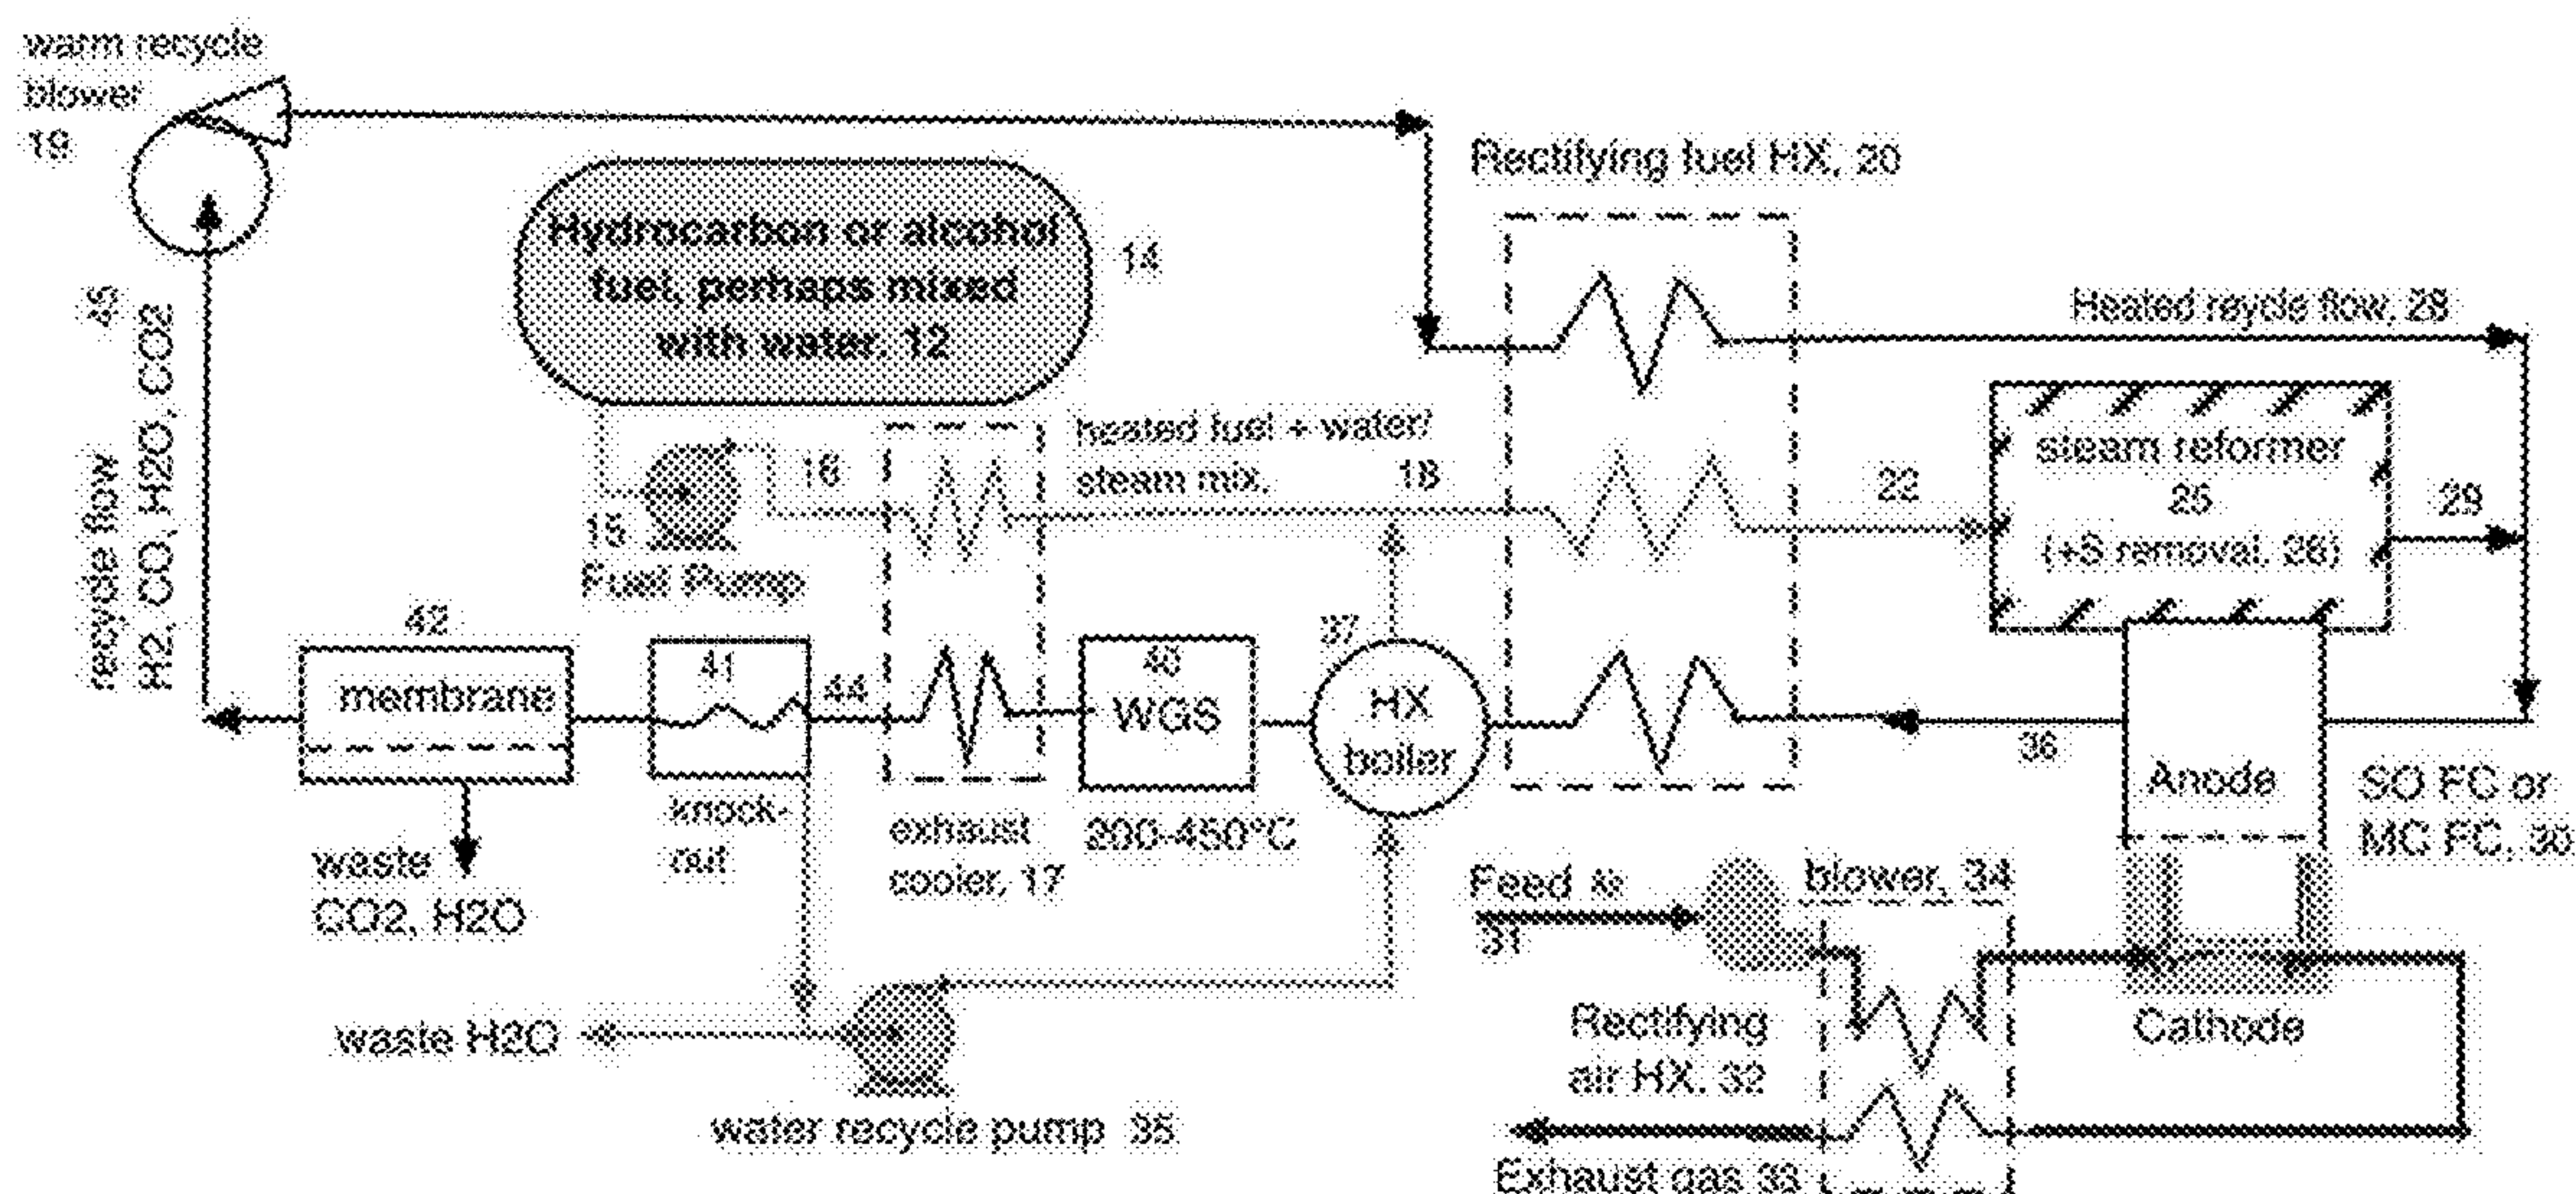 warm recycle
blower
19
Hydrocarbon or alcohol
fuel, perhaps mixed
with water, 12
14
Rectifying fuel HX, 20
Heated reycle flow, 28
45
recycle flow
H2, CO, H2O, CO2
15
Fuel Pump
16
heated fuel + water/
steam mix,
18
22
steam reformer
25
(+S removal, 26)
29
42
membrane
41
knock-
out
44
exhaust
cooler, 17
40
WGS
200-450°C
37
HX
boiler
36
Anode
SO FC or
MC FC, 30
waste
CO2, H2O
waste H2O
water recycle pump 35
Feed air
31
blower, 34
Rectifying
air HX, 32
Cathode
Exhaust gas 33